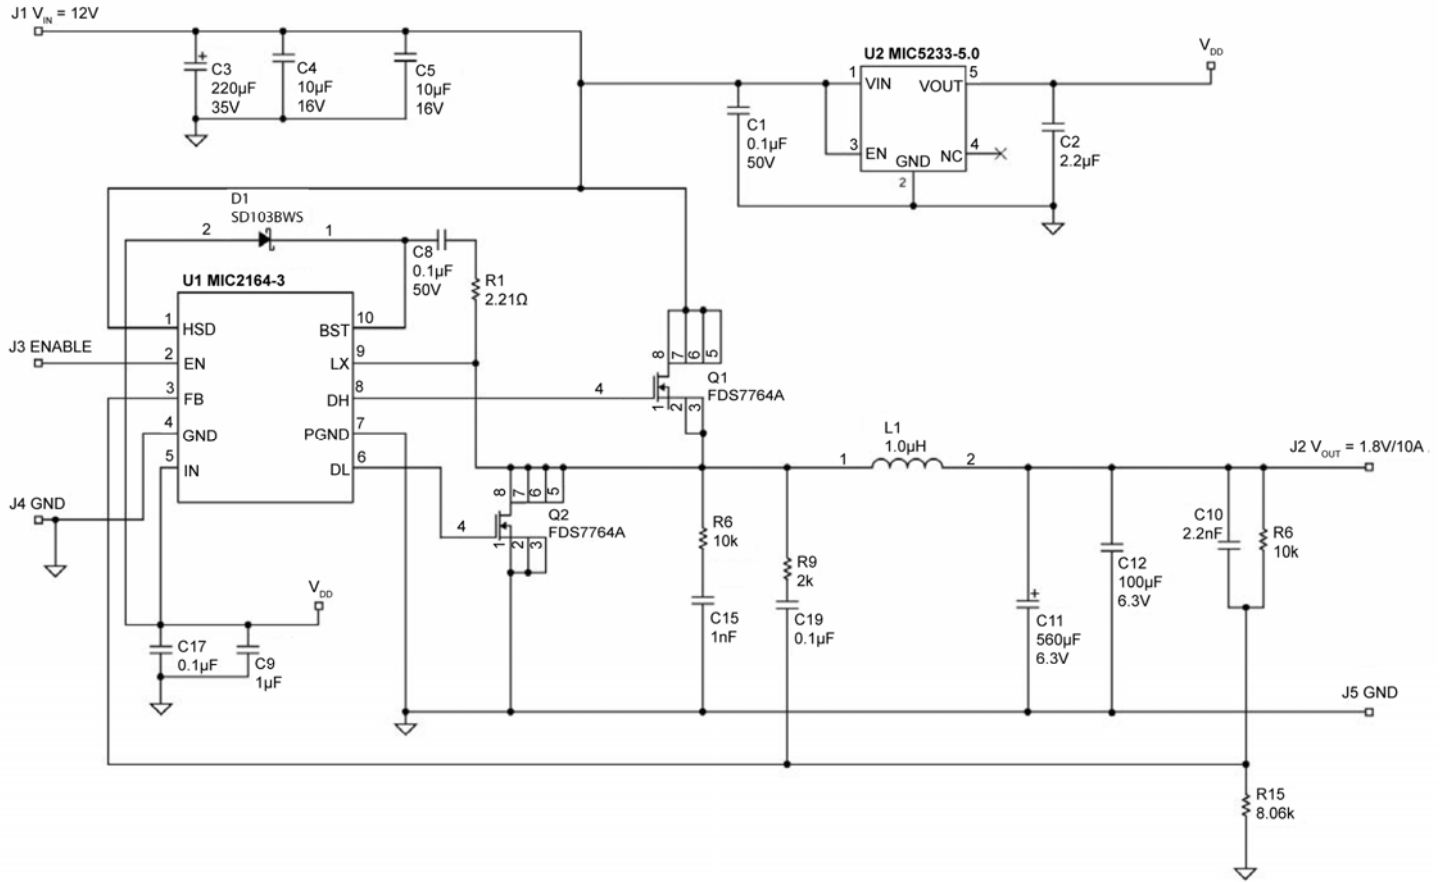 J1 VIN = 12V
C3
220µF
35V
+
C4
10µF
16V
C5
10µF
16V
U2 MIC5233-5.0
1
VIN
VOUT
5
3
EN
GND
NC
4
2
C1
0.1µF
50V
C2
2.2µF
VDD
D1
SD103BWS
2
1
C8
0.1µF
50V
R1
2.21Ω
U1 MIC2164-3
1
HSD
BST
10
J3 ENABLE
2
EN
LX
9
3
FB
DH
8
4
GND
PGND
7
5
IN
DL
6
J4 GND
4
8
7
6
5
1
2
3
Q1
FDS7764A
4
8
7
6
5
1
2
3
Q2
FDS7764A
L1
1.0µH
1
2
J2 VOUT = 1.8V/10A
R6
10k
C15
1nF
R9
2k
C19
0.1µF
+
C11
560µF
6.3V
C12
100µF
6.3V
C10
2.2nF
R6
10k
VDD
C17
0.1µF
C9
1µF
J5 GND
R15
8.06k